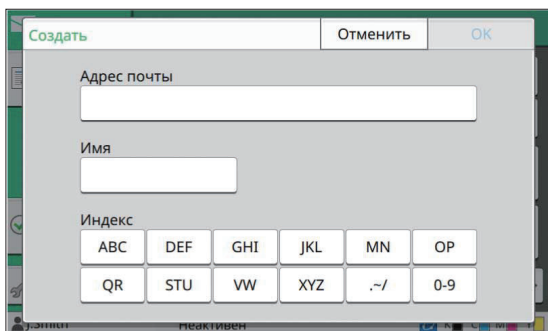 Создать Отменить OK
Адрес почты
Имя
Индекс
ABC DEF GHI JKL MN OP
QR STU VW XYZ .~/ 0-9
J.Smith Неактивен K C M Y